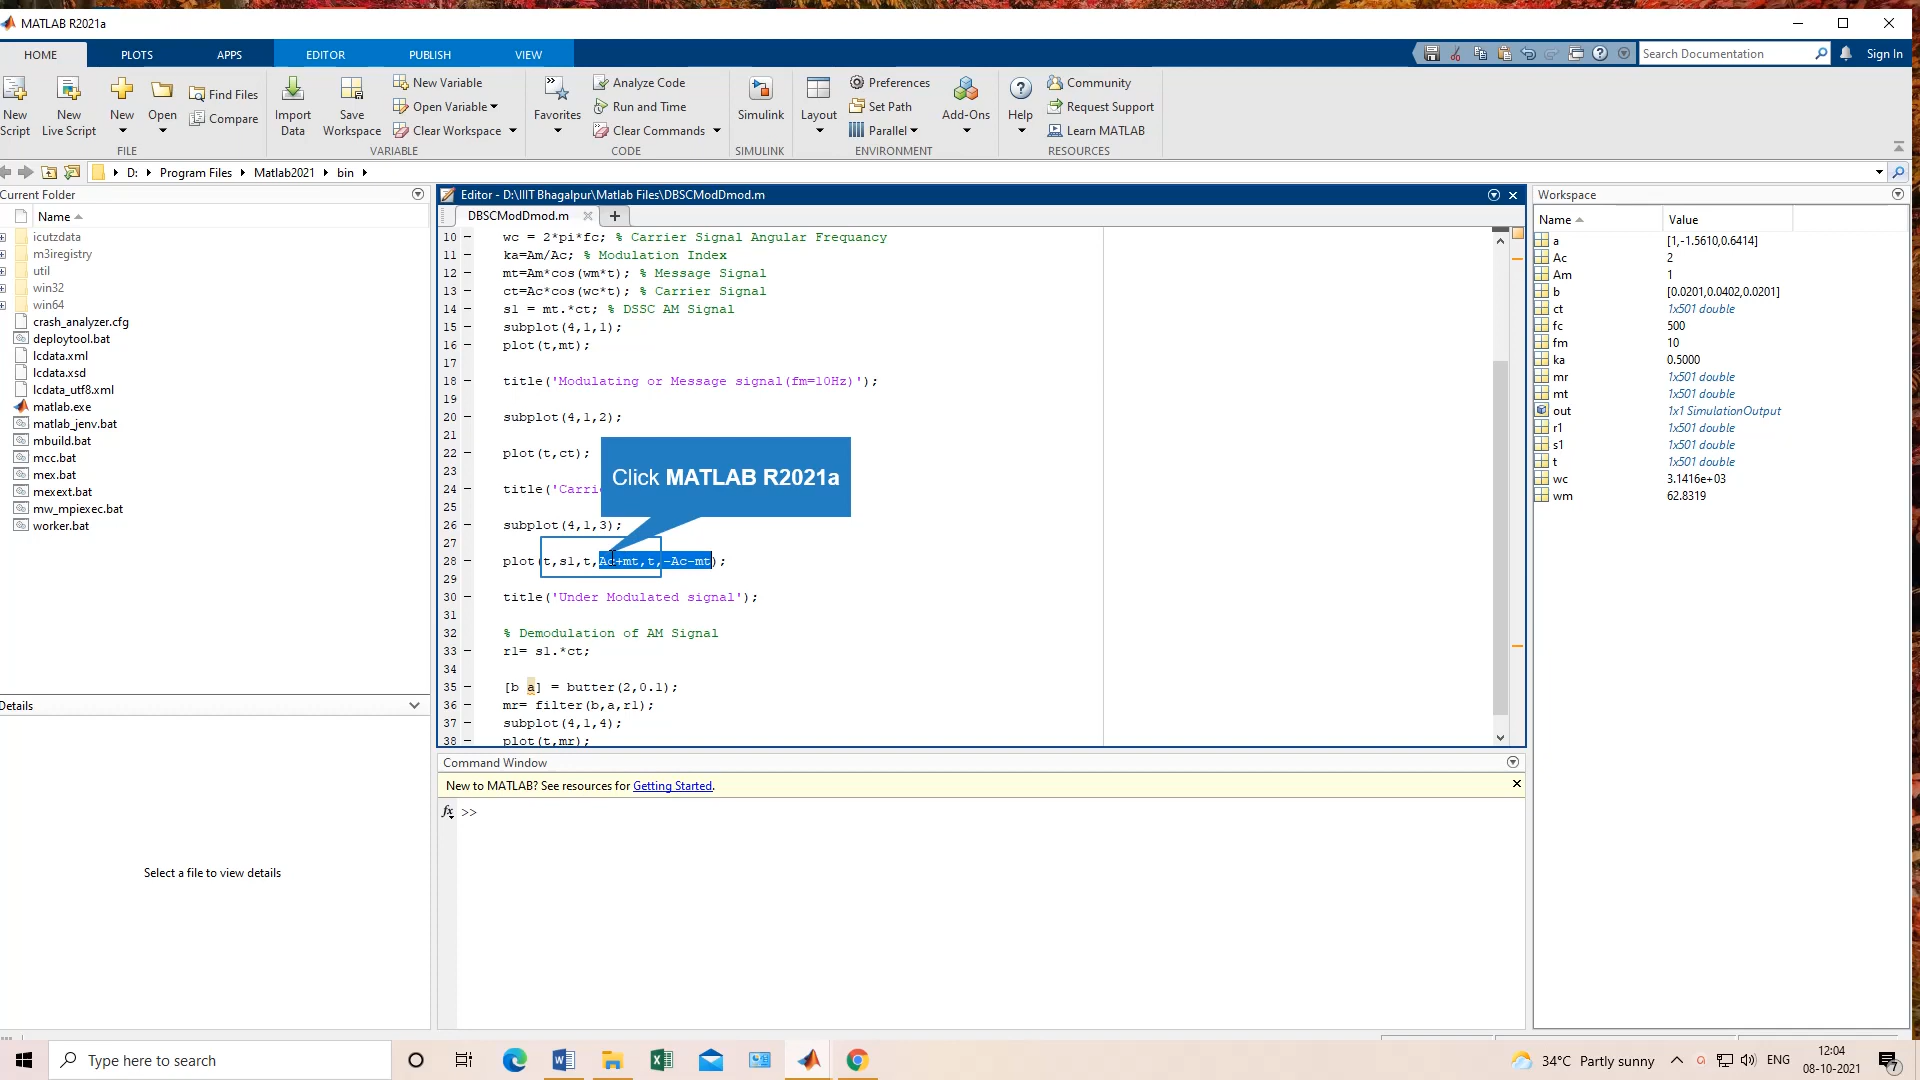 MATLAB R2021a
HOME PLOTS APPS EDITOR PUBLISH VIEW
Search Documentation
Sign In
New Script
New Live Script
New
Open
Find Files
Compare
FILE
Import Data
Save Workspace
New Variable
Open Variable
Clear Workspace
VARIABLE
Favorites
Analyze Code
Run and Time
Clear Commands
CODE
Simulink
SIMULINK
Layout
Preferences
Set Path
Parallel
Add-Ons
ENVIRONMENT
Help
Community
Request Support
Learn MATLAB
RESOURCES
D: Program Files Matlab2021 bin
Current Folder
Name
icutzdata
m3iregistry
util
win32
win64
crash_analyzer.cfg
deploytool.bat
lcdata.xml
lcdata.xsd
lcdata_utf8.xml
matlab.exe
matlab_jenv.bat
mbuild.bat
mcc.bat
mex.bat
mexext.bat
mw_mpiexec.bat
worker.bat
Details
Select a file to view details
Editor - D:\IIIT Bhagalpur\Matlab Files\DBSCModDmod.m
DBSCModDmod.m
10 – wc = 2*pi*fc; % Carrier Signal Angular Frequancy
11 – ka=Am/Ac; % Modulation Index
12 – mt=Am*cos(wm*t); % Message Signal
13 – ct=Ac*cos(wc*t); % Carrier Signal
14 – s1 = mt.*ct; % DSSC AM Signal
15 – subplot(4,1,1);
16 – plot(t,mt);
17
18 – title('Modulating or Message signal(fm=10Hz)');
19
20 – subplot(4,1,2);
21
22 – plot(t,ct);
23
24 – title('Carri
25
26 – subplot(4,1,3);
27
28 – plot(t,s1,t,Ac+mt,t,-Ac-mt);
29
30 – title('Under Modulated signal');
31
32 % Demodulation of AM Signal
33 – r1= s1.*ct;
34
35 – [b a] = butter(2,0.1);
36 – mr= filter(b,a,r1);
37 – subplot(4,1,4);
38 – plot(t,mr);
Click MATLAB R2021a
Command Window
New to MATLAB? See resources for Getting Started.
fx >>
Workspace
Name Value
a [1,-1.5610,0.6414]
Ac 2
Am 1
b [0.0201,0.0402,0.0201]
ct 1x501 double
fc 500
fm 10
ka 0.5000
mr 1x501 double
mt 1x501 double
out 1x1 SimulationOutput
r1 1x501 double
s1 1x501 double
t 1x501 double
wc 3.1416e+03
wm 62.8319
Type here to search
34°C Partly sunny
ENG
12:04
08-10-2021
7